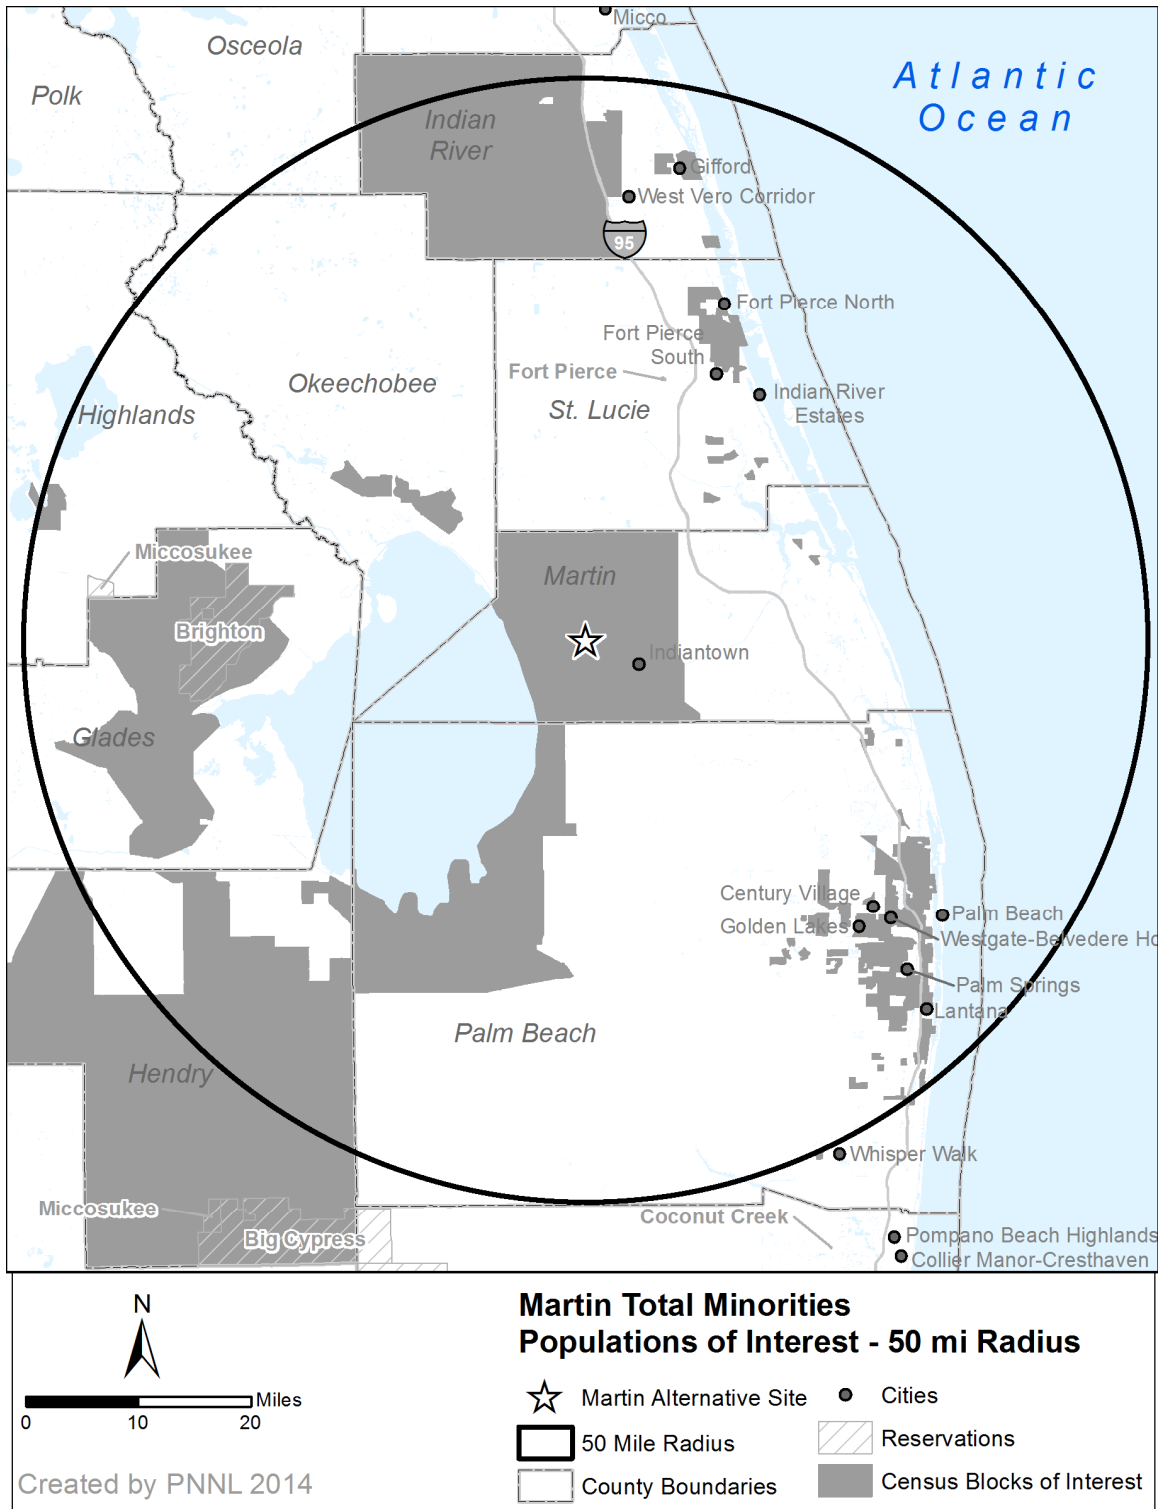 Micco
Osceola
Polk
Atlantic
Ocean
Indian
River
Gifford
West Vero Corridor
95
Fort Pierce North
Fort Pierce
South
Fort Pierce
Okeechobee
Indian River
Estates
St. Lucie
Highlands
Miccosukee
Martin
Brighton
Indiantown
Glades
Century Village
Palm Beach
Golden Lakes
Westgate-Belvedere Ho
Palm Springs
Lantana
Palm Beach
Hendry
Whisper Walk
Miccosukee
Coconut Creek
Big Cypress
Pompano Beach Highlands
Collier Manor-Cresthaven
N
Miles
0 10 20
Created by PNNL 2014
Martin Total Minorities
Populations of Interest - 50 mi Radius
Martin Alternative Site
Cities
50 Mile Radius
Reservations
County Boundaries
Census Blocks of Interest